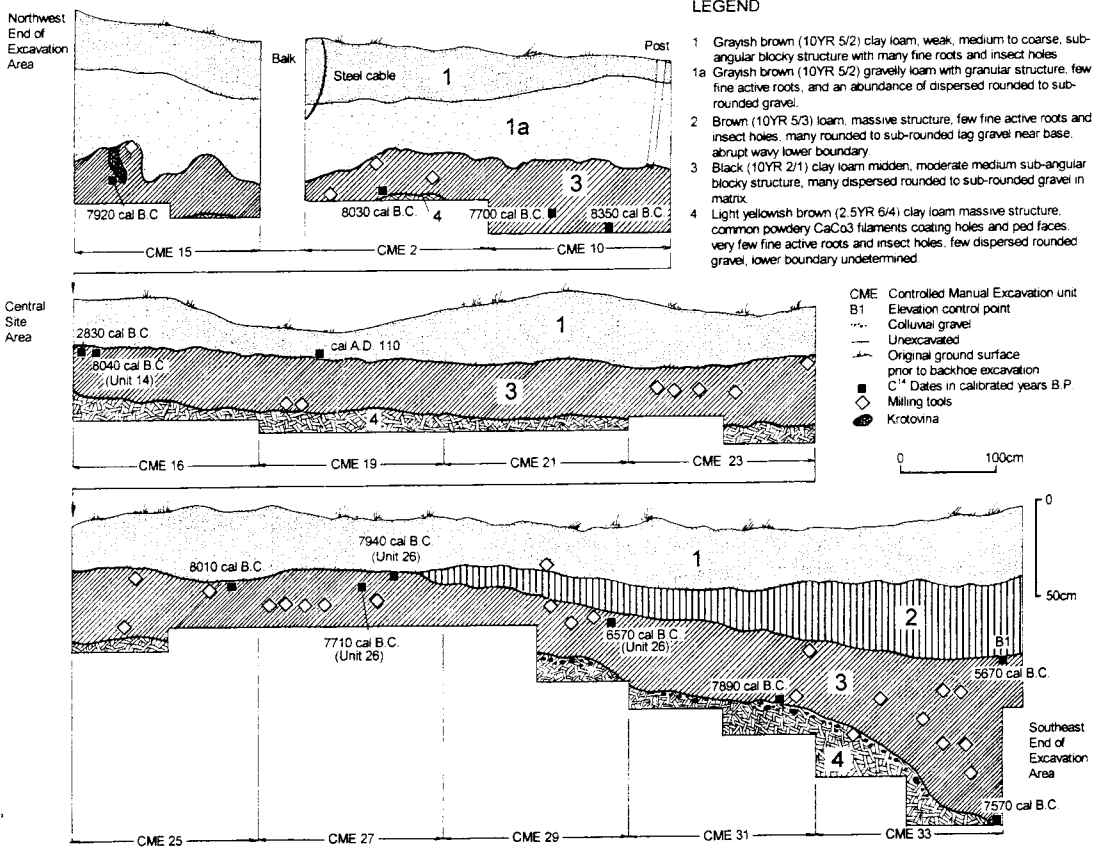 Northwest
End of
Excavation
Area
Balk
Steel cable
Post
1
1a
3
4
7920 cal B.C.
8030 cal B.C.
7700 cal B.C.
8350 cal B.C.
CME 15
CME 2
CME 10
LEGEND
1 Grayish brown (10YR 5/2) clay loam, weak, medium to coarse, sub-
angular blocky structure with many fine roots and insect holes
1a Grayish brown (10YR 5/2) gravelly loam with granular structure, few
fine active roots, and an abundance of dispersed rounded to sub-
rounded gravel.
2 Brown (10YR 5/3) loam, massive structure, few fine active roots and
insect holes, many rounded to sub-rounded lag gravel near base,
abrupt wavy lower boundary.
3 Black (10YR 2/1) clay loam midden, moderate medium sub-angular
blocky structure, many dispersed rounded to sub-rounded gravel in
matrix.
4 Light yellowish brown (2.5YR 6/4) clay loam massive structure,
common powdery CaCo3 filaments coating holes and ped faces.
very few fine active roots and insect holes, few dispersed rounded
gravel, lower boundary undetermined.
CME Controlled Manual Excavation unit
B1 Elevation control point
Colluvial gravel
Unexcavated
Original ground surface
prior to backhoe excavation
C14 Dates in calibrated years B.P.
Milling tools
Krotovina
0 100cm
Central
Site
Area
2830 cal B.C.
8040 cal B.C.
(Unit 14)
cal A.D. 110
1
3
4
CME 16
CME 19
CME 21
CME 23
0
50cm
8010 cal B.C.
7940 cal B.C.
(Unit 26)
7710 cal B.C.
(Unit 26)
6570 cal B.C.
(Unit 26)
7890 cal B.C.
1
2
3
4
B1
5670 cal B.C.
7570 cal B.C.
Southeast
End of
Excavation
Area
CME 25
CME 27
CME 29
CME 31
CME 33